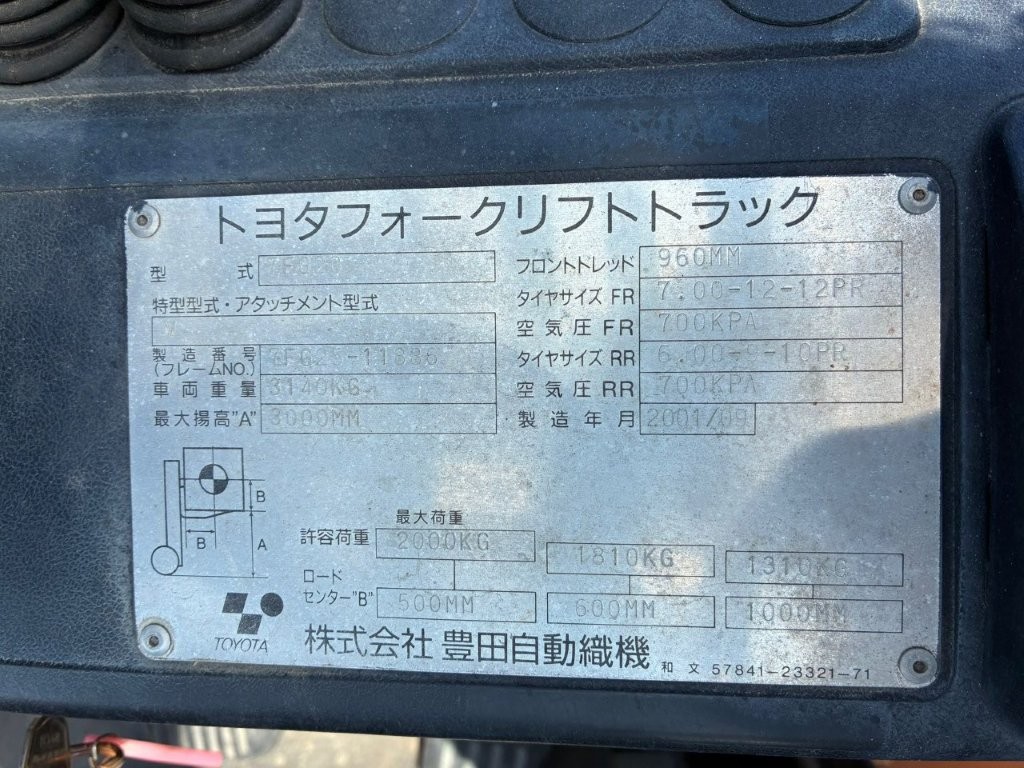 トヨタフォークリフトトラック
型 式
フロントトレッド 960MM
特型型式・アタッチメント型式
タイヤサイズ FR 7.00-12-12PR
空気圧 FR 700KPA
製造番号
(フレームNO.)
タイヤサイズ RR 6.00-9-10PR
車両重量 3140KG
空気圧 RR 700KPA
最大揚高"A" 3000MM
製造年月 2001/09
B
B
A
最大荷重
許容荷重 2000KG 1810KG 1310KG
ロード
センター"B" 500MM 600MM 1000MM
TOYOTA
株式会社 豊田自動織機
和文 57841-23321-71